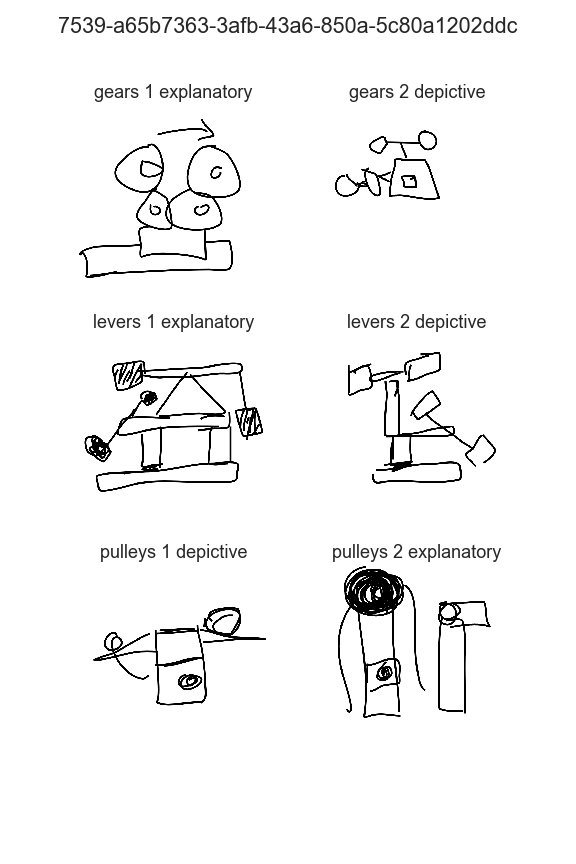 7539-a65b7363-3afb-43a6-850a-5c80a1202ddc
gears 1 explanatory
gears 2 depictive
levers 1 explanatory
levers 2 depictive
pulleys 1 depictive
pulleys 2 explanatory